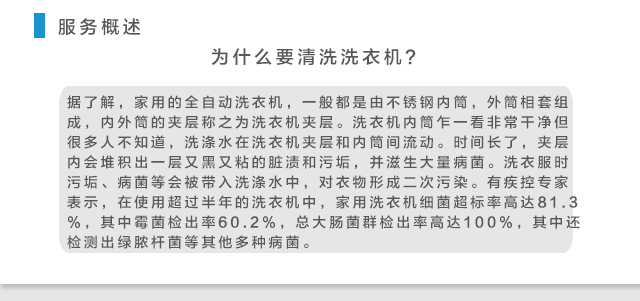 服务概述
为什么要清洗洗衣机?
据了解，家用的全自动洗衣机，一般都是由不锈钢内筒，外筒相套组
成，内外筒的夹层称之为洗衣机夹层。洗衣机内筒乍一看非常干净但
很多人不知道，洗涤水在洗衣机夹层和内筒间流动。时间长了，夹层
内会堆积出一层又黑又粘的脏渍和污垢，并滋生大量病菌。洗衣服时
污垢、病菌等会被带入洗涤水中，对衣物形成二次污染。有疾控专家
表示，在使用超过半年的洗衣机中，家用洗衣机细菌超标率高达81.3
%，其中霉菌检出率60.2%，总大肠菌群检出率高达100%，其中还
检测出绿脓杆菌等其他多种病菌。